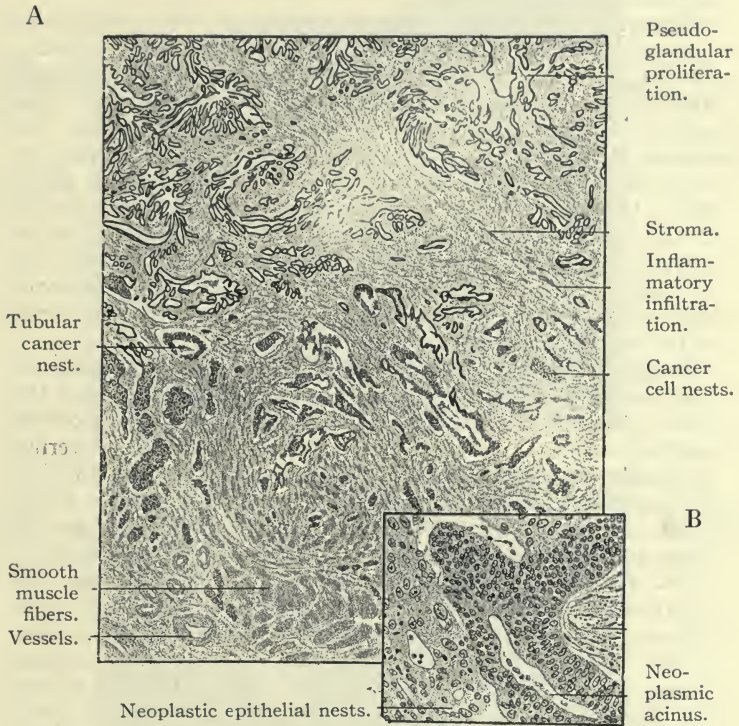 A
Pseudo-
glandular
prolifera-
tion.
Stroma.
Inflam-
matory
infiltra-
tion.
Tubular
cancer
nest.
Cancer
cell nests.
B
Smooth
muscle
fibers.
Vessels.
Neo-
plasmic
acinus.
Neoplastic epithelial nests.